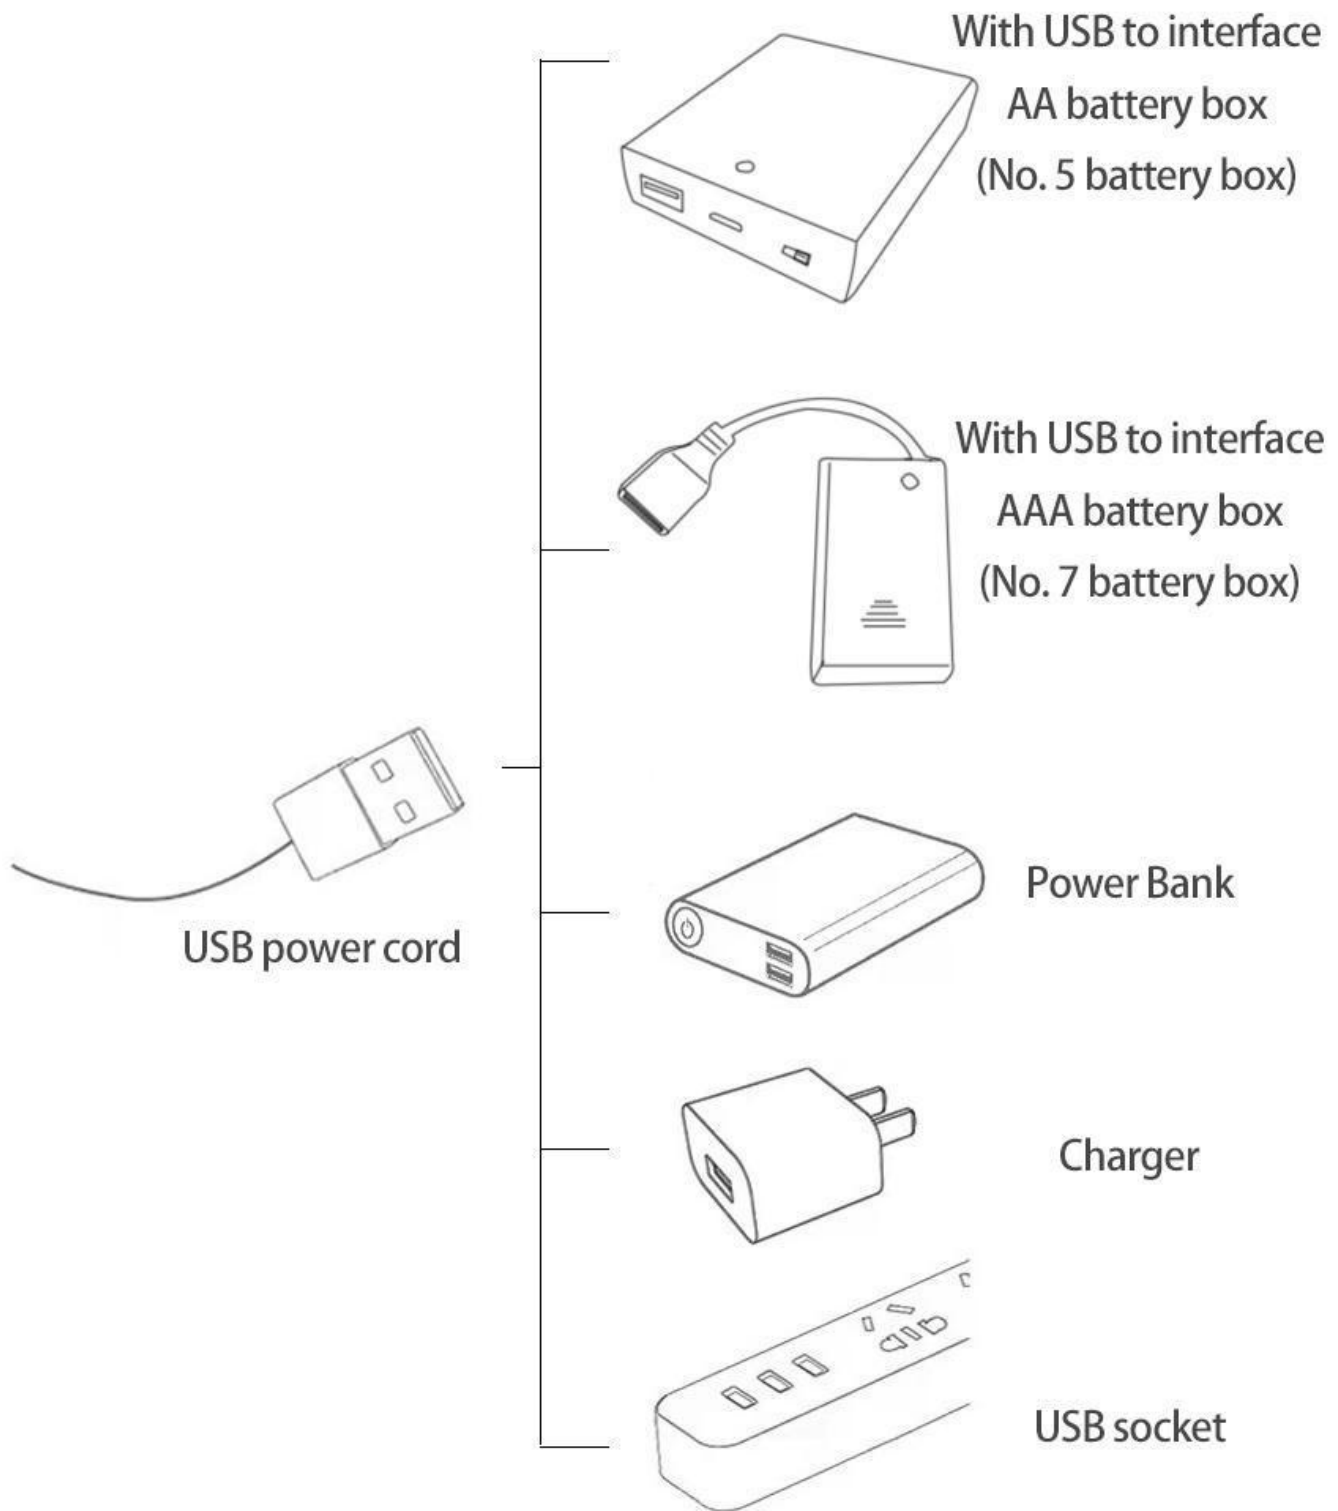 With USB to interface
AA battery box
(No. 5 battery box)
With USB to interface
AAA battery box
(No. 7 battery box)
USB power cord
Power Bank
Charger
USB socket